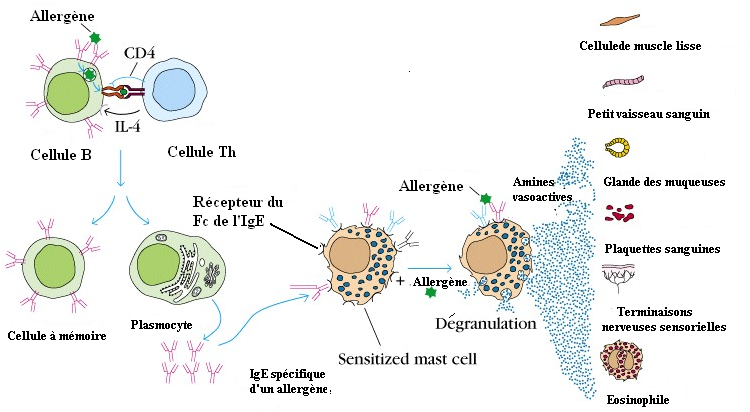 Allergène
CD4
IL-4
Cellule B
Cellule Th
Cellule à mémoire
Plasmocyte
IgE spécifique
d'un allergène:
Récepteur du
Fc de l'IgE
+
Allergène
Sensitized mast cell
Allergène
Dégranulation
Amines
vasoactives
Cellulede muscle lisse
Petit vaisseau sanguin
Glande des muqueuses
Plaquettes sanguines
Terminaisons
nerveuses sensorielles
Eosinophile